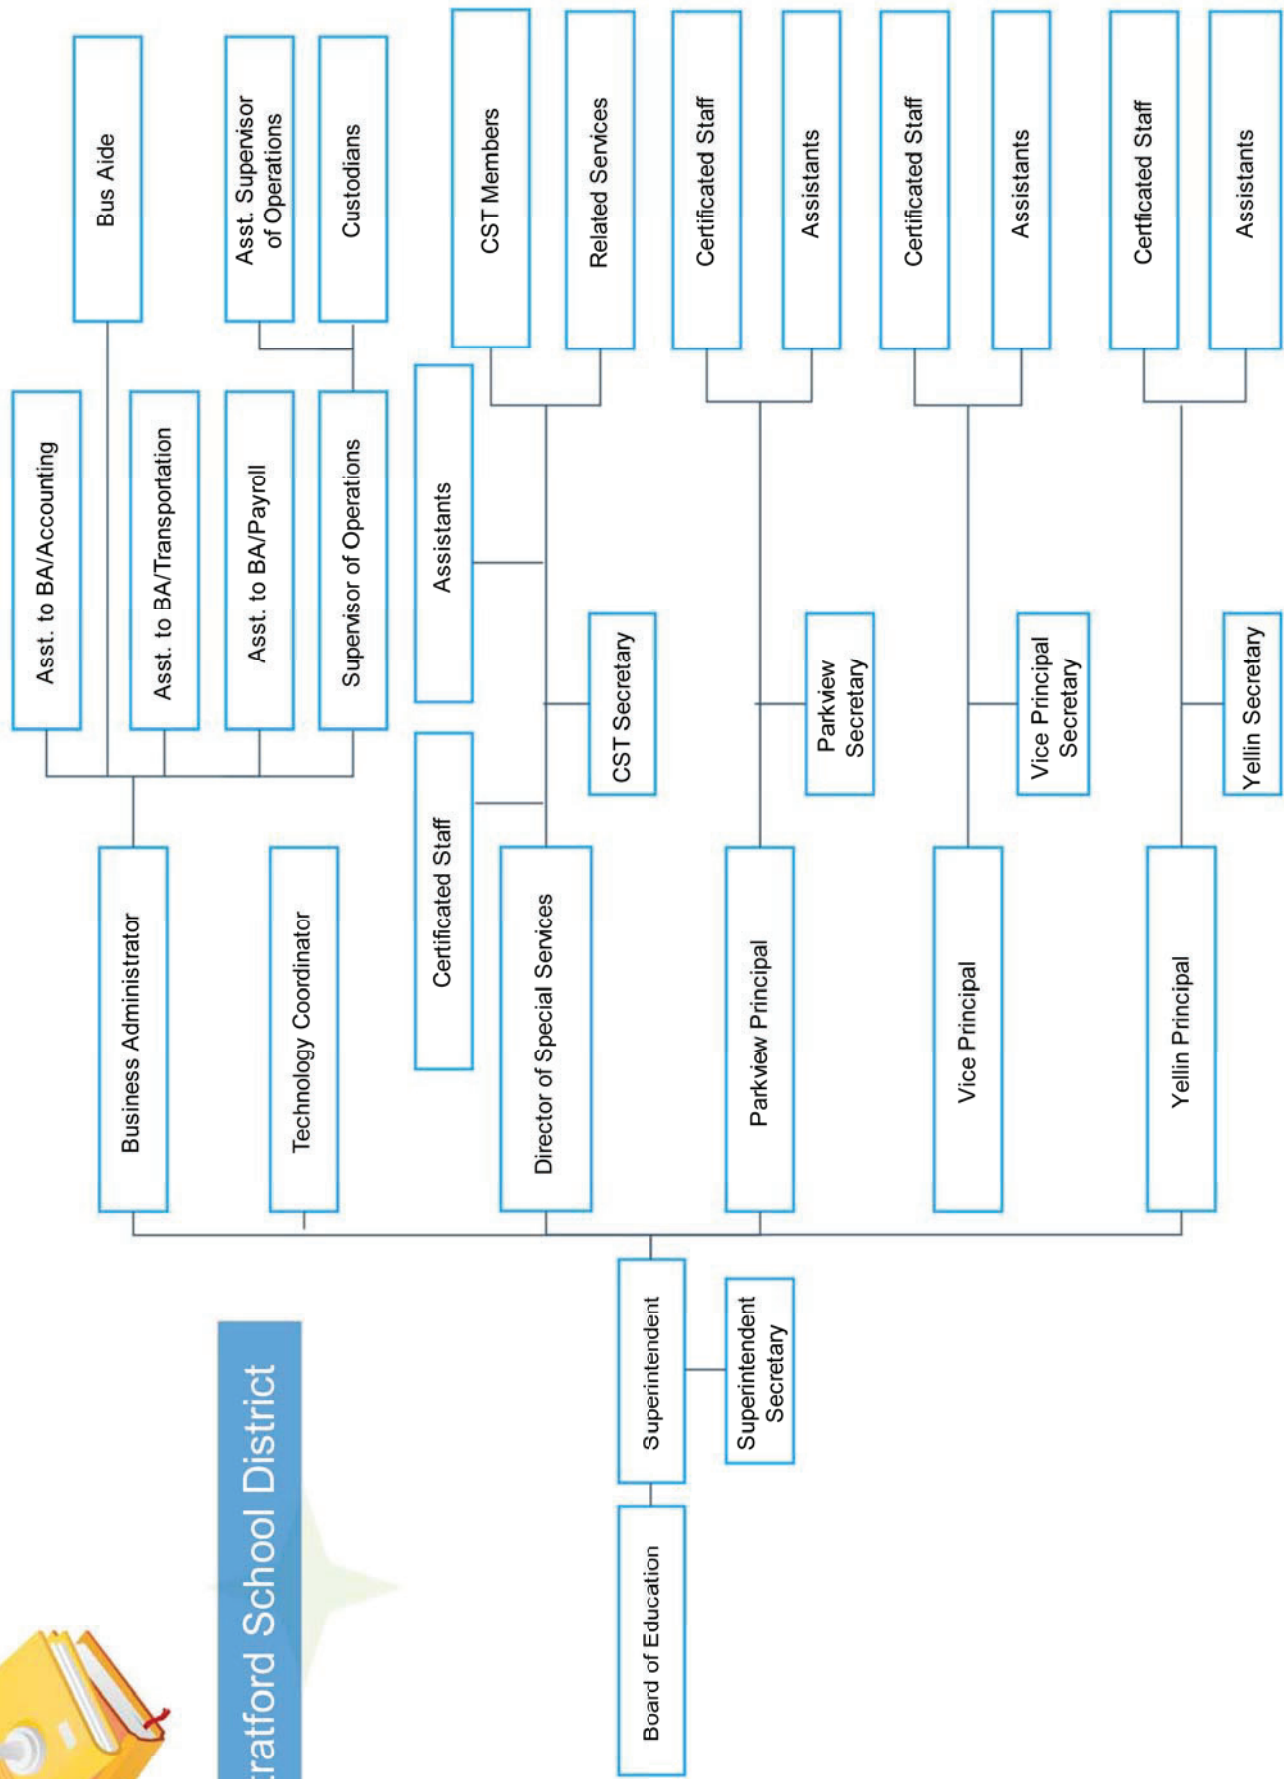 tratford School District
Board of Education
Superintendent
Superintendent
Secretary
Business Administrator
Technology Coordinator
Director of Special Services
Parkview Principal
Vice Principal
Yellin Principal
Asst. to BA/Accounting
Asst. to BA/Transportation
Asst. to BA/Payroll
Supervisor of Operations
Bus Aide
Asst. Supervisor
of Operations
Custodians
Certificated Staff
Assistants
CST Secretary
CST Members
Related Services
Parkview
Secretary
Certificated Staff
Assistants
Vice Principal
Secretary
Certificated Staff
Assistants
Yellin Secretary
Certficated Staff
Assistants